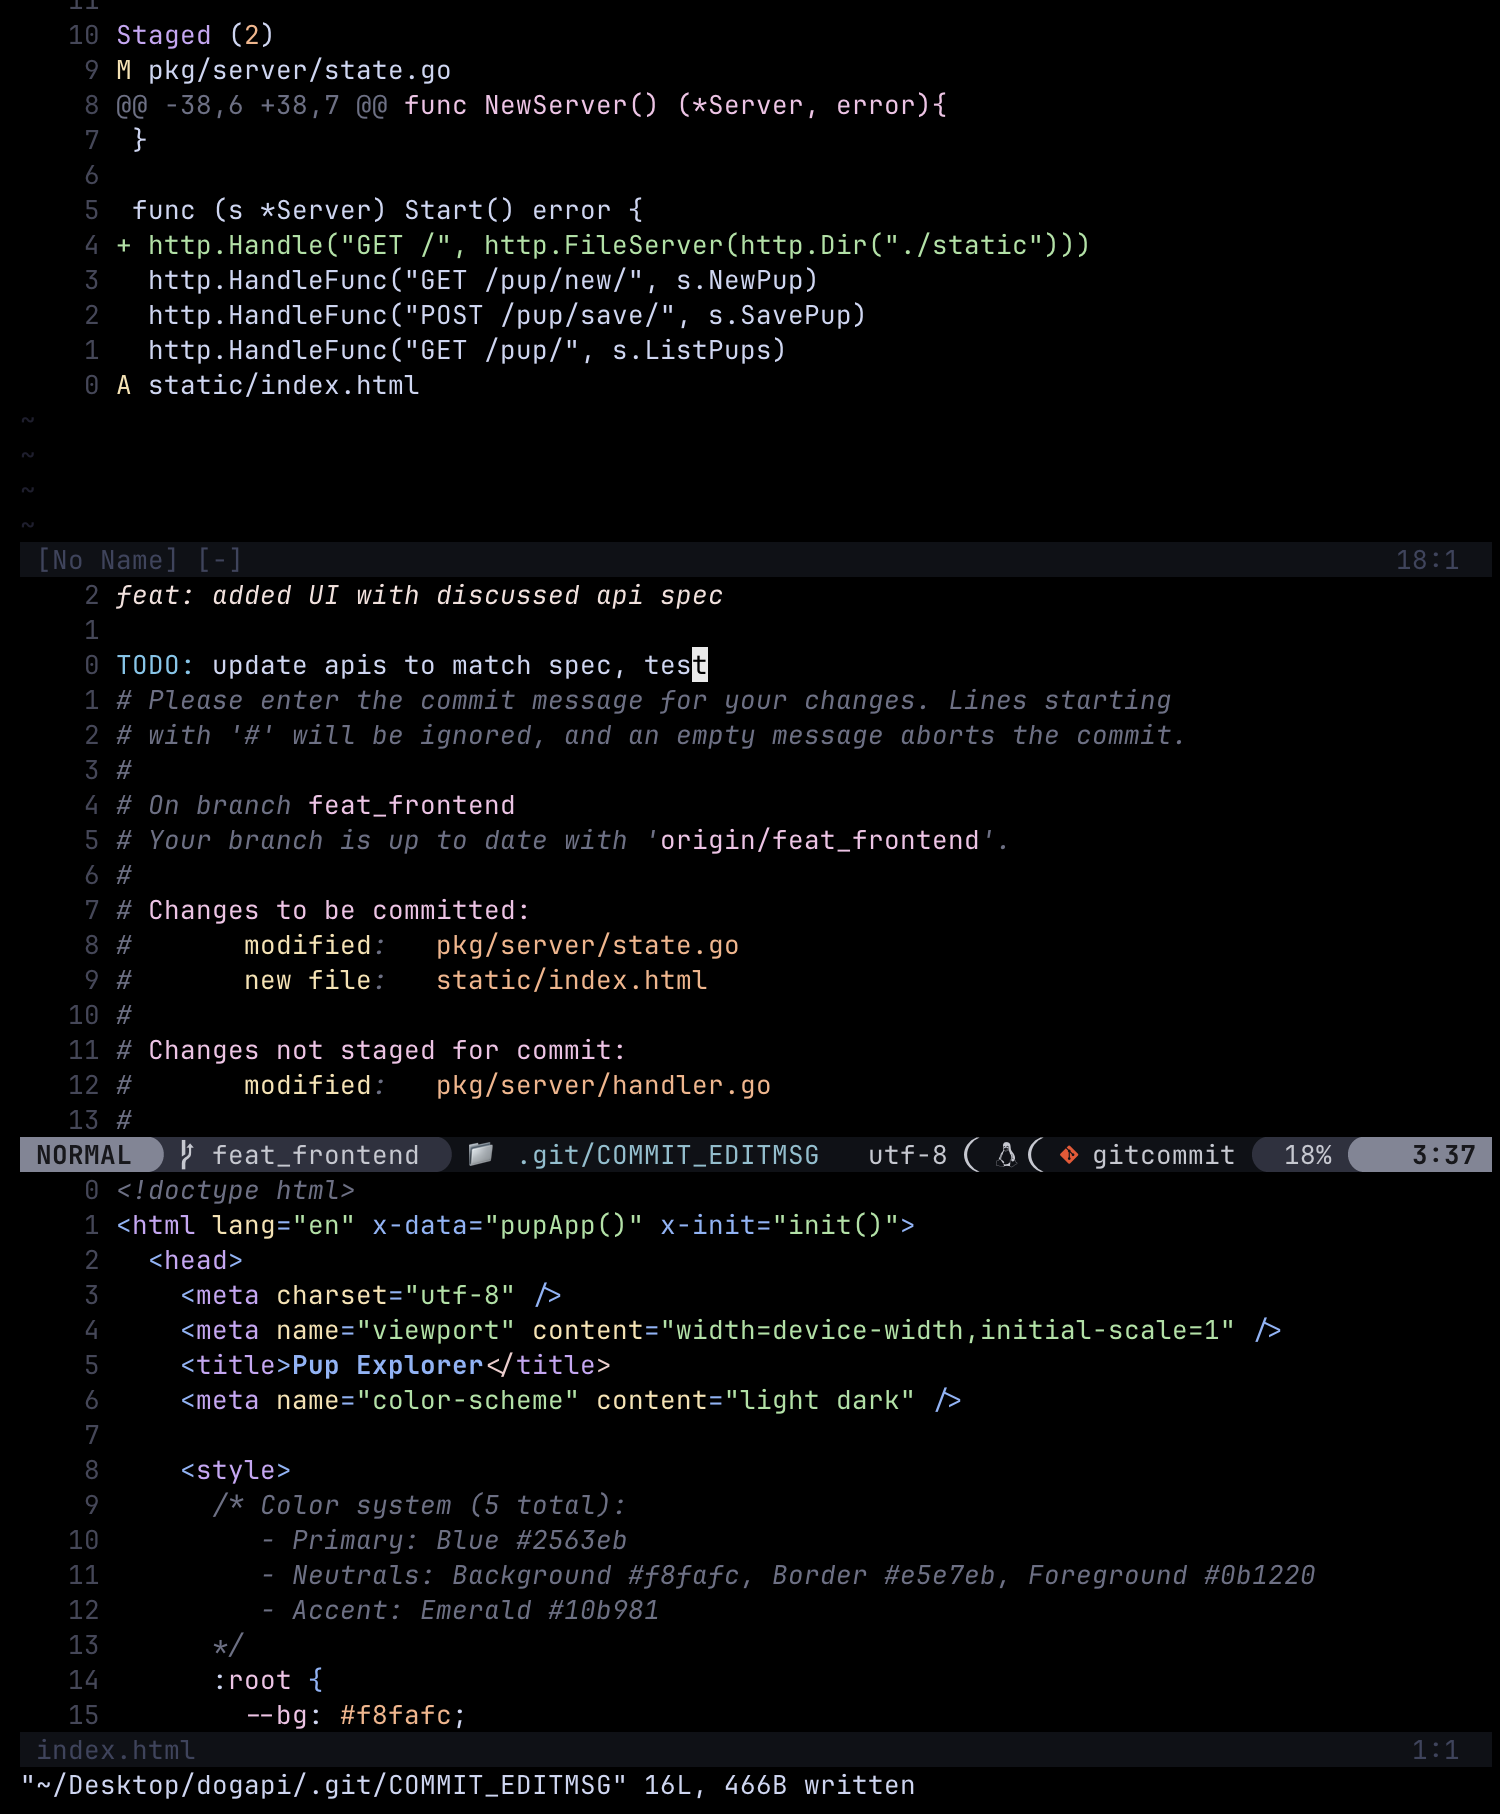 11
10 Staged (2)
9 M pkg/server/state.go
8 @@ -38,6 +38,7 @@ func NewServer() (*Server, error){
7  }
6
5  func (s *Server) Start() error {
4 + http.Handle("GET /", http.FileServer(http.Dir("./static")))
3   http.HandleFunc("GET /pup/new/", s.NewPup)
2   http.HandleFunc("POST /pup/save/", s.SavePup)
1   http.HandleFunc("GET /pup/", s.ListPups)
0 A static/index.html
~
~
~
~
[No Name] [-] 18:1
2 feat: added UI with discussed api spec
1
0 TODO: update apis to match spec, test
1 # Please enter the commit message for your changes. Lines starting
2 # with '#' will be ignored, and an empty message aborts the commit.
3 #
4 # On branch feat_frontend
5 # Your branch is up to date with 'origin/feat_frontend'.
6 #
7 # Changes to be committed:
8 #       modified:   pkg/server/state.go
9 #       new file:   static/index.html
10 #
11 # Changes not staged for commit:
12 #       modified:   pkg/server/handler.go
13 #
NORMAL feat_frontend .git/COMMIT_EDITMSG utf-8 gitcommit 18% 3:37
0 <!doctype html>
1 <html lang="en" x-data="pupApp()" x-init="init()">
2   <head>
3     <meta charset="utf-8" />
4     <meta name="viewport" content="width=device-width,initial-scale=1" />
5     <title>Pup Explorer</title>
6     <meta name="color-scheme" content="light dark" />
7
8     <style>
9       /* Color system (5 total):
10          - Primary: Blue #2563eb
11          - Neutrals: Background #f8fafc, Border #e5e7eb, Foreground #0b1220
12          - Accent: Emerald #10b981
13       */
14       :root {
15         --bg: #f8fafc;
index.html 1:1
"~/Desktop/dogapi/.git/COMMIT_EDITMSG" 16L, 466B written